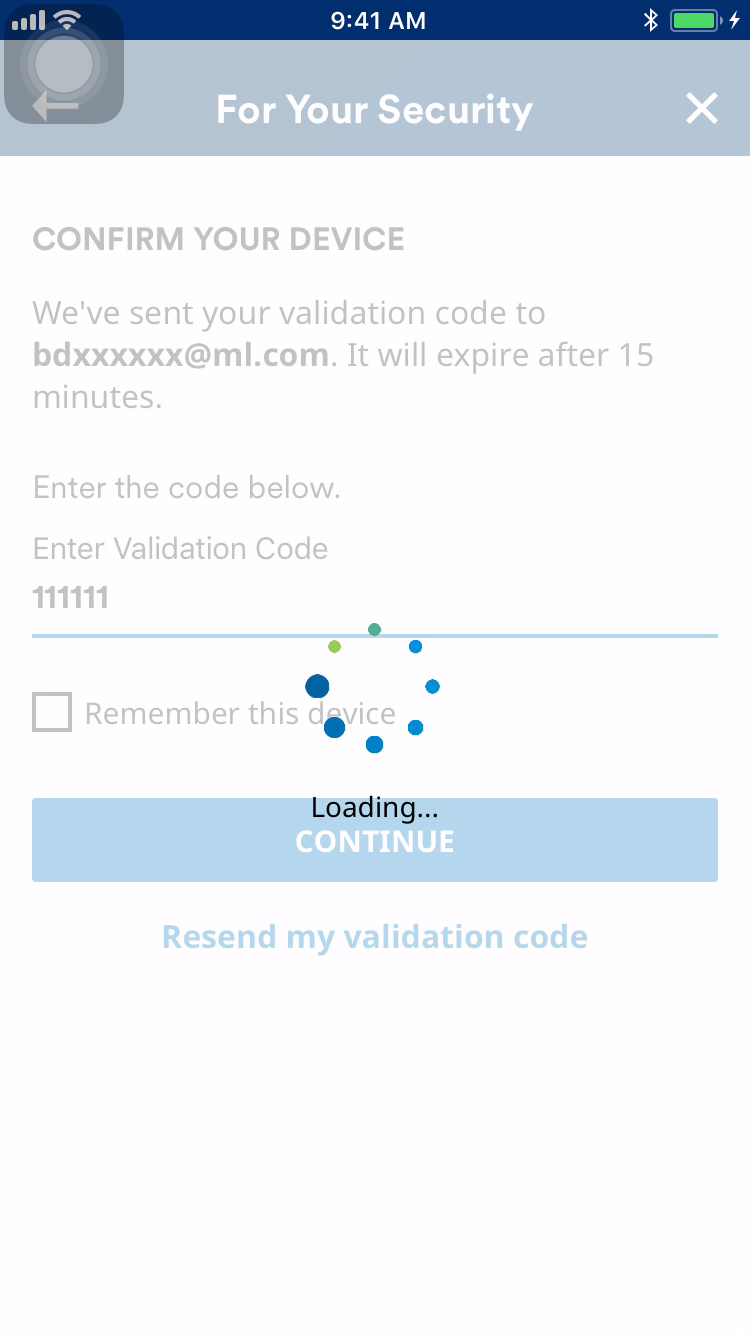 9:41 AM
For Your Security
CONFIRM YOUR DEVICE
We've sent your validation code to
bdxxxxxx@ml.com. It will expire after 15
minutes.
Enter the code below.
Enter Validation Code
111111
Remember this device
Loading...
CONTINUE
Resend my validation code